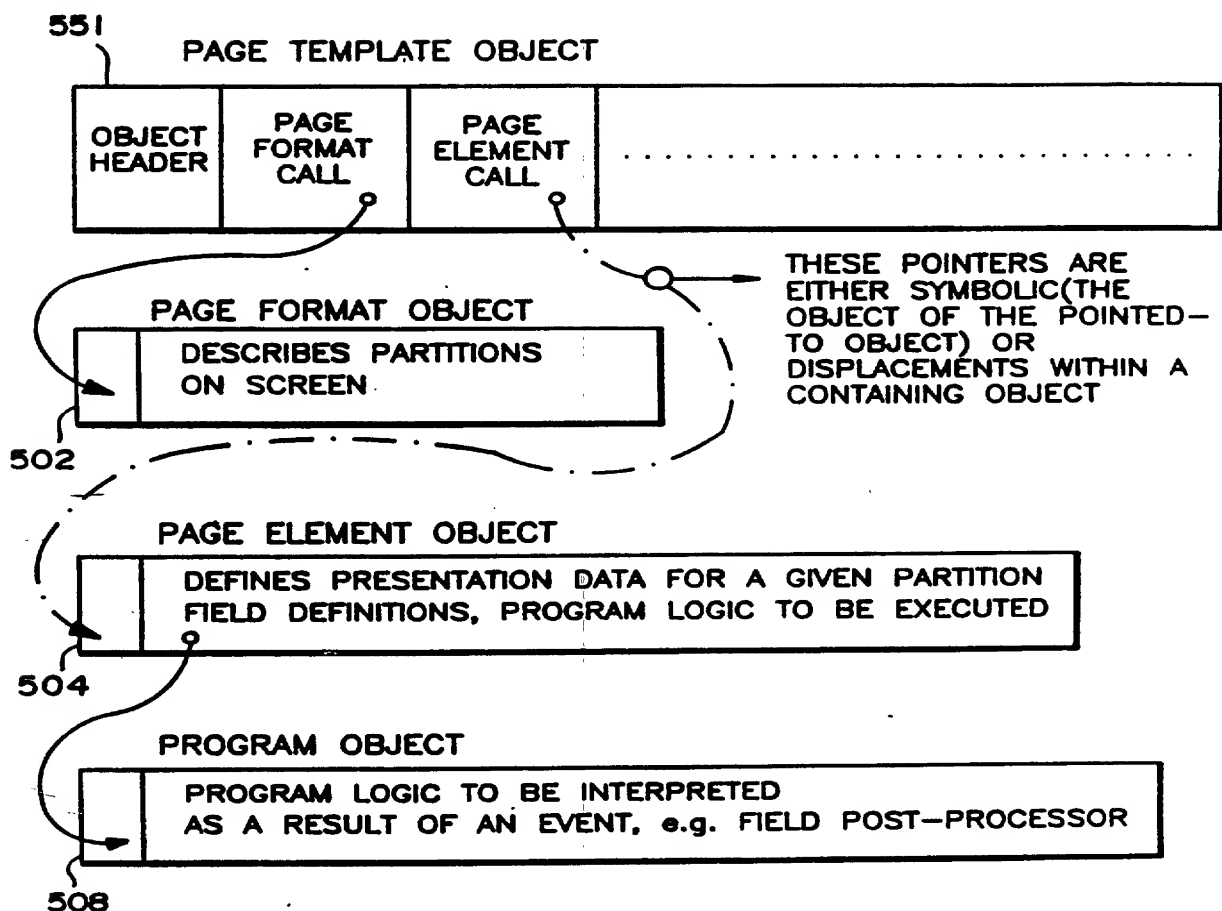 551
PAGE TEMPLATE OBJECT
OBJECT
HEADER
PAGE
FORMAT
CALL
PAGE
ELEMENT
CALL
THESE POINTERS ARE
EITHER SYMBOLIC(THE
OBJECT OF THE POINTED-
TO OBJECT) OR
DISPLACEMENTS WITHIN A
CONTAINING OBJECT
PAGE FORMAT OBJECT
DESCRIBES PARTITIONS
ON SCREEN
502
PAGE ELEMENT OBJECT
DEFINES PRESENTATION DATA FOR A GIVEN PARTITION
FIELD DEFINITIONS, PROGRAM LOGIC TO BE EXECUTED
504
PROGRAM OBJECT
PROGRAM LOGIC TO BE INTERPRETED
AS A RESULT OF AN EVENT, e.g. FIELD POST-PROCESSOR
508